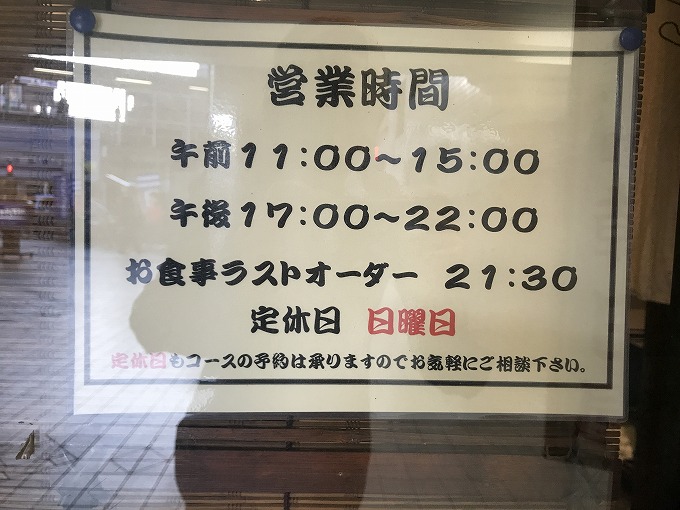 営業時間
午前11:00～15:00
午後17:00～22:00
お食事ラストオーダー 21:30
定休日 日曜日
定休日もコースの予約は承りますのでお気軽にご相談下さい。